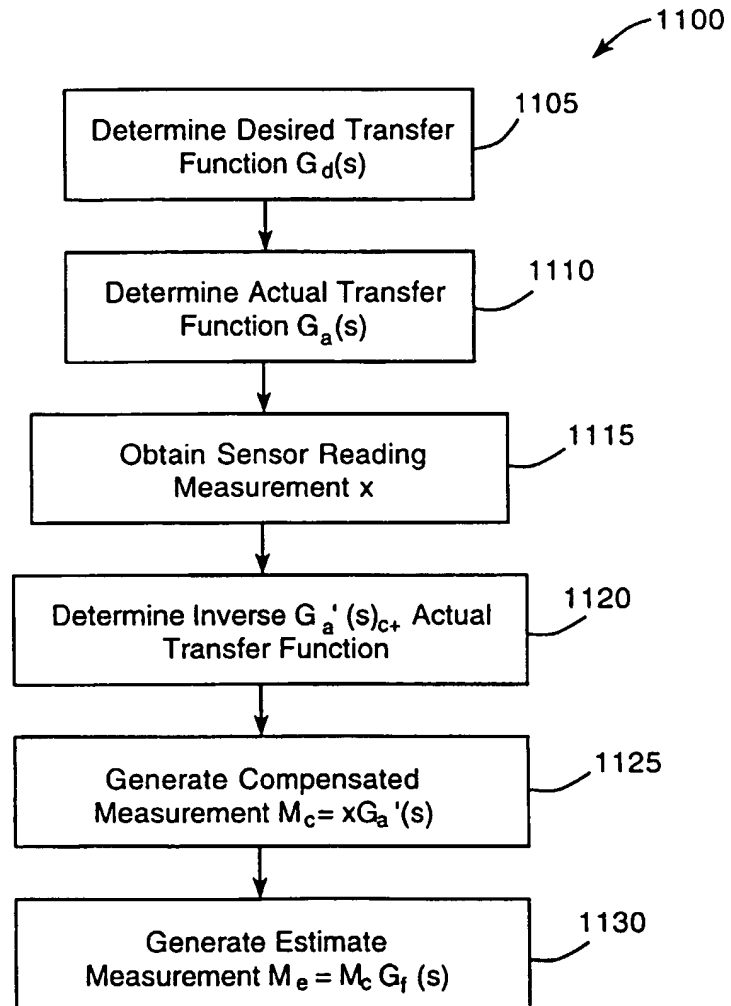 1100
1105
Determine Desired Transfer
Function G_d(s)
1110
Determine Actual Transfer
Function G_a(s)
1115
Obtain Sensor Reading
Measurement x
1120
Determine Inverse G_a'(s)_c+ Actual
Transfer Function
1125
Generate Compensated
Measurement M_c = xG_a'(s)
1130
Generate Estimate
Measurement M_e = M_c G_f (s)